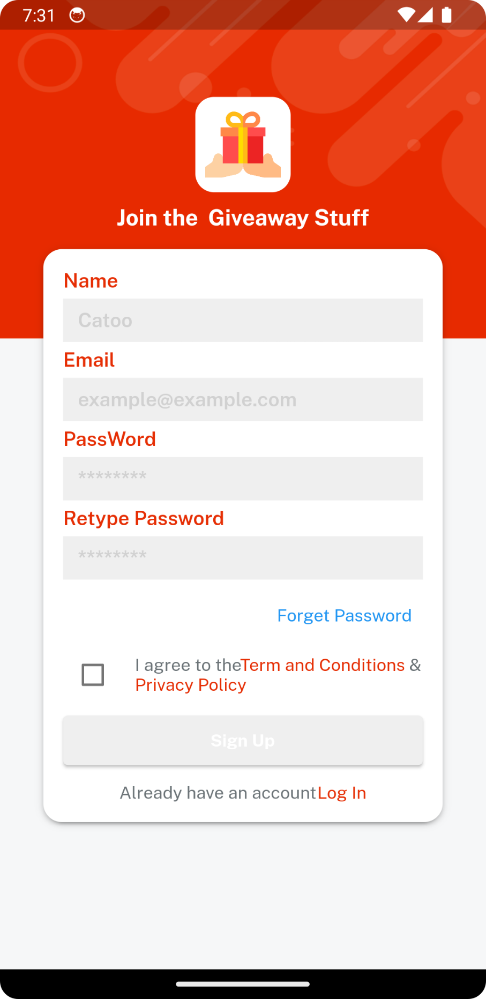 7:31
Join the  Giveaway Stuff
Name
Catoo
Email
example@example.com
PassWord
********
Retype Password
********
Forget Password
I agree to theTerm and Conditions &
Privacy Policy
Sign Up
Already have an accountLog In